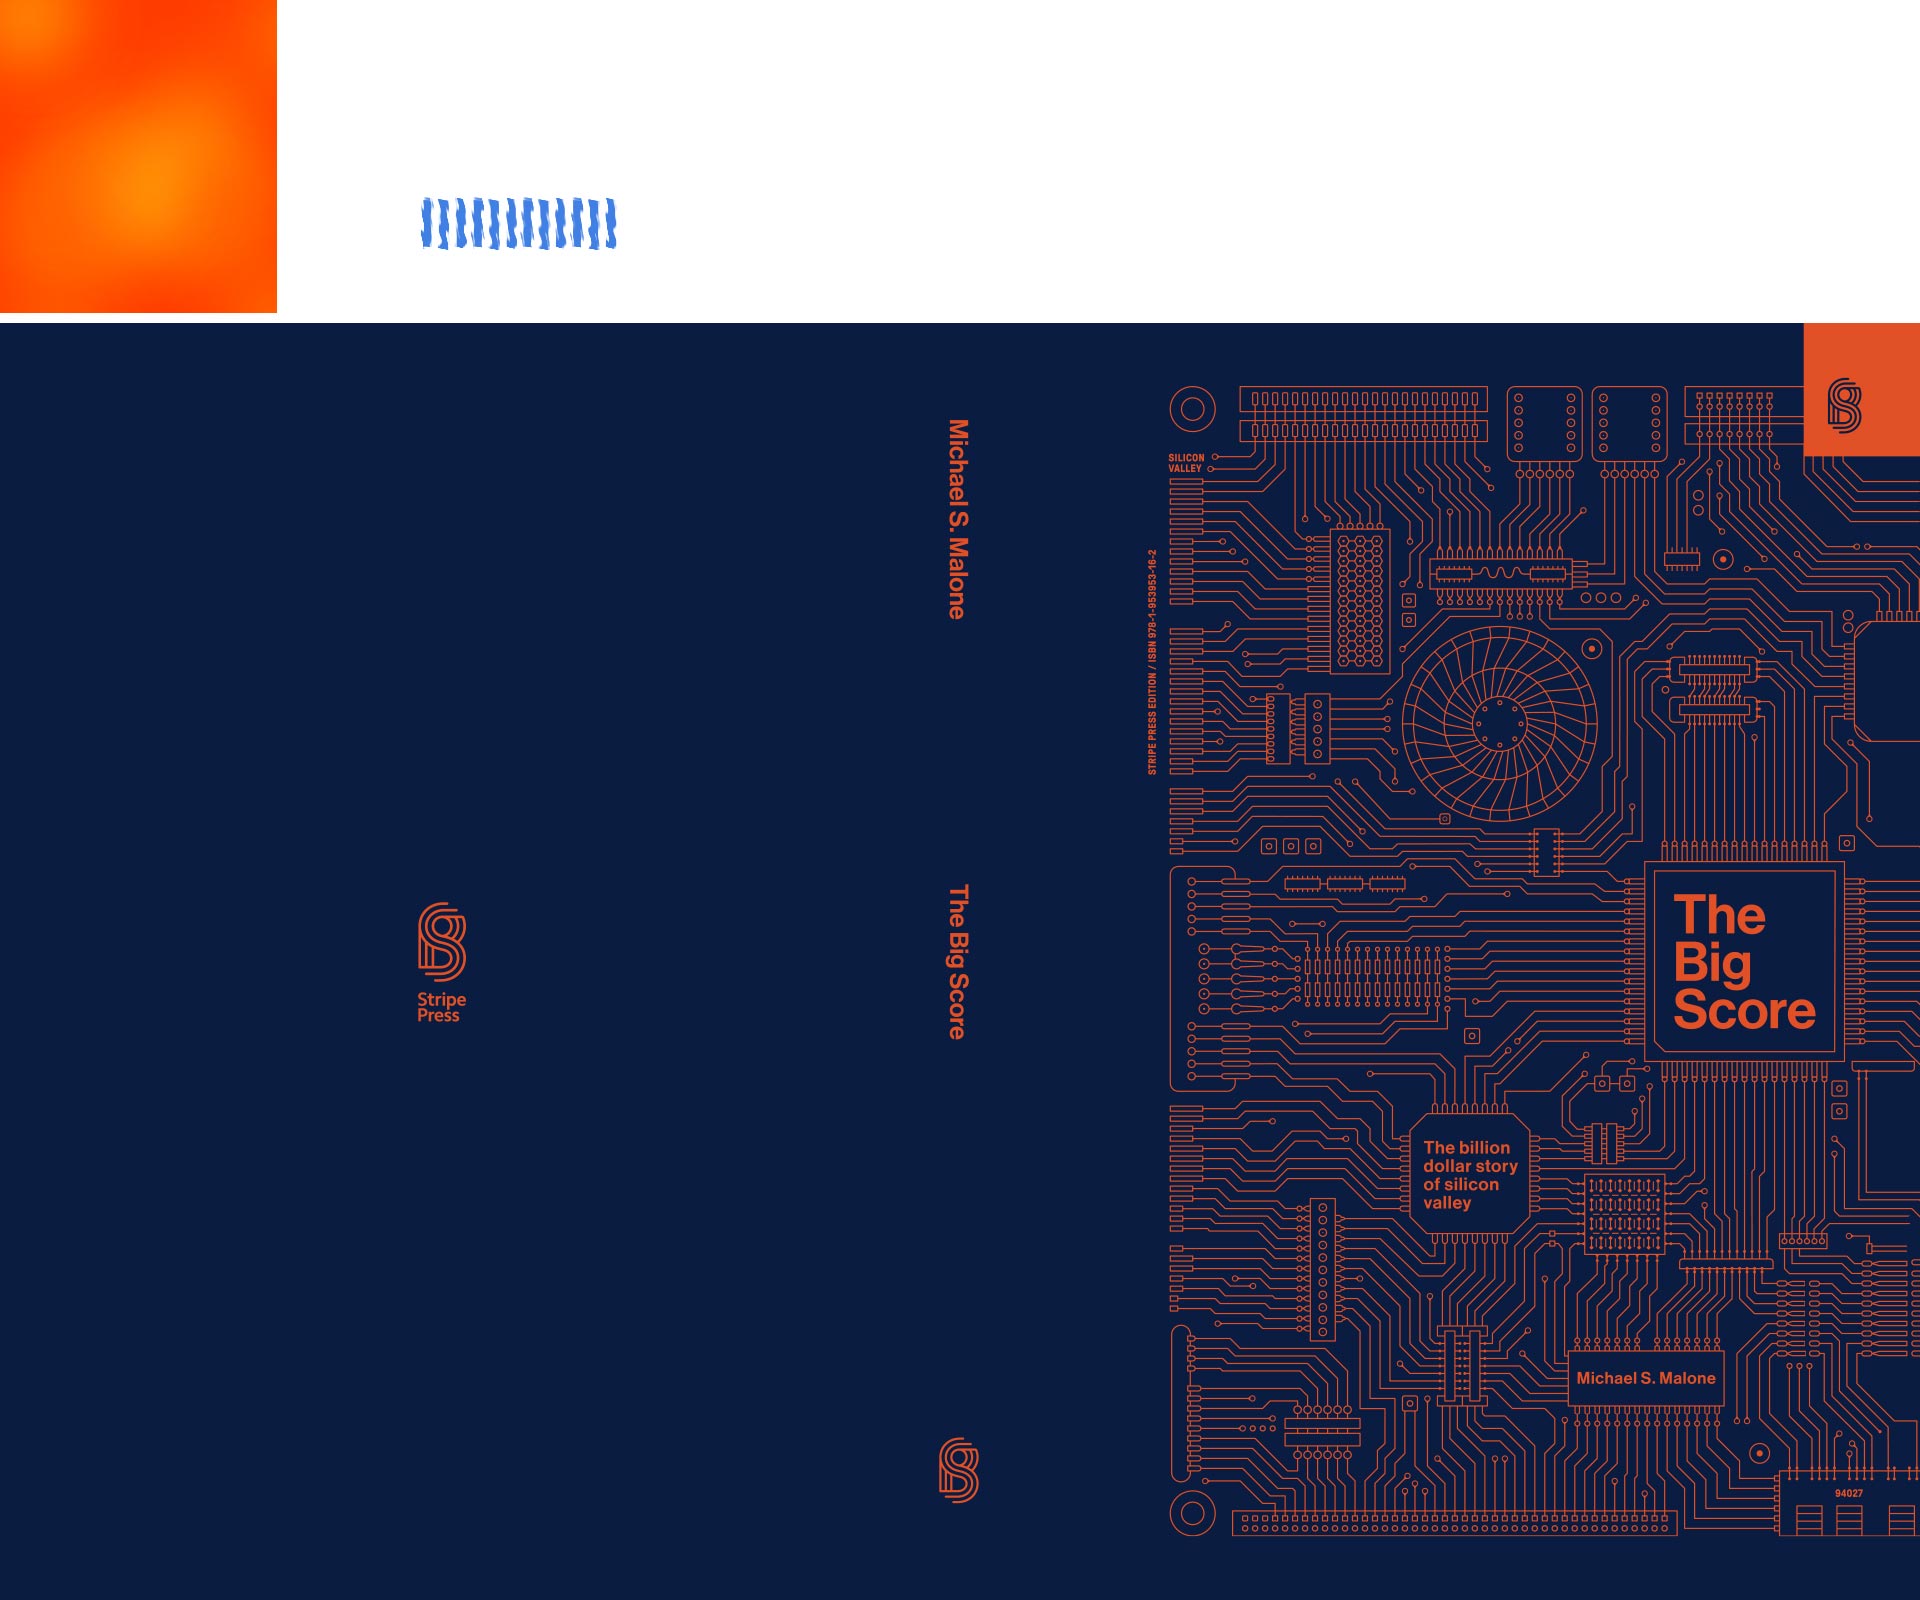 Michael S. Malone
The Big Score
Stripe
Press
SILICON
VALLEY
STRIPE PRESS EDITION / ISBN 978-1-953953-16-2
The
Big
Score
The billion
dollar story
of silicon
valley
Michael S. Malone
94027